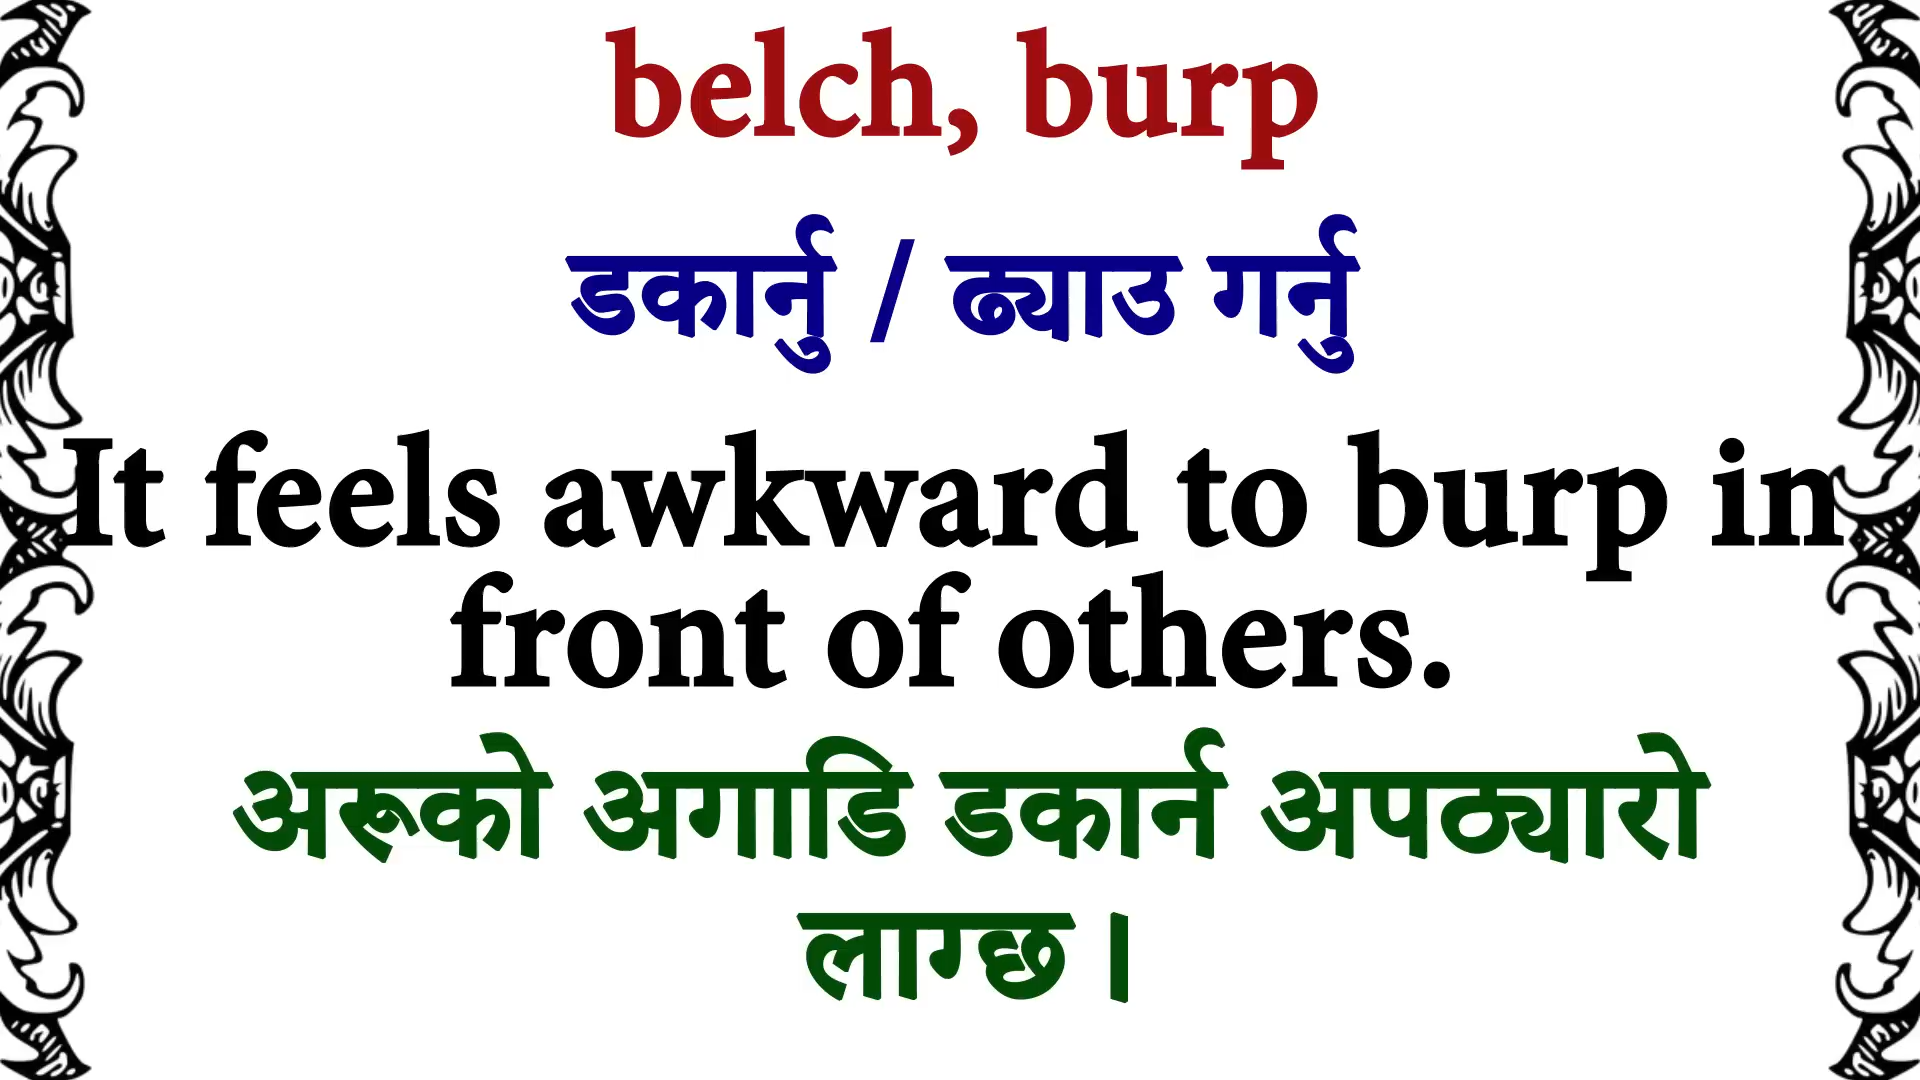 belch, burp
डकार्नु / ढ्याउ गर्नु
It feels awkward to burp in
front of others.
अरूको अगाडि डकार्न अपठ्यारो
लाग्छ।